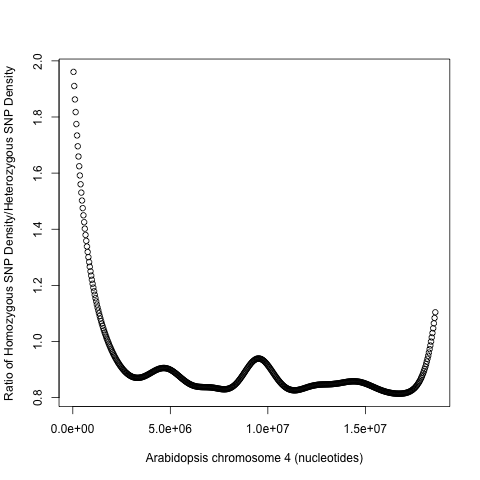 Ratio of Homozygous SNP Density/Heterozygous SNP Density
2.0
1.8
1.6
1.4
1.2
1.0
0.8
0.0e+00 5.0e+06 1.0e+07 1.5e+07
Arabidopsis chromosome 4 (nucleotides)